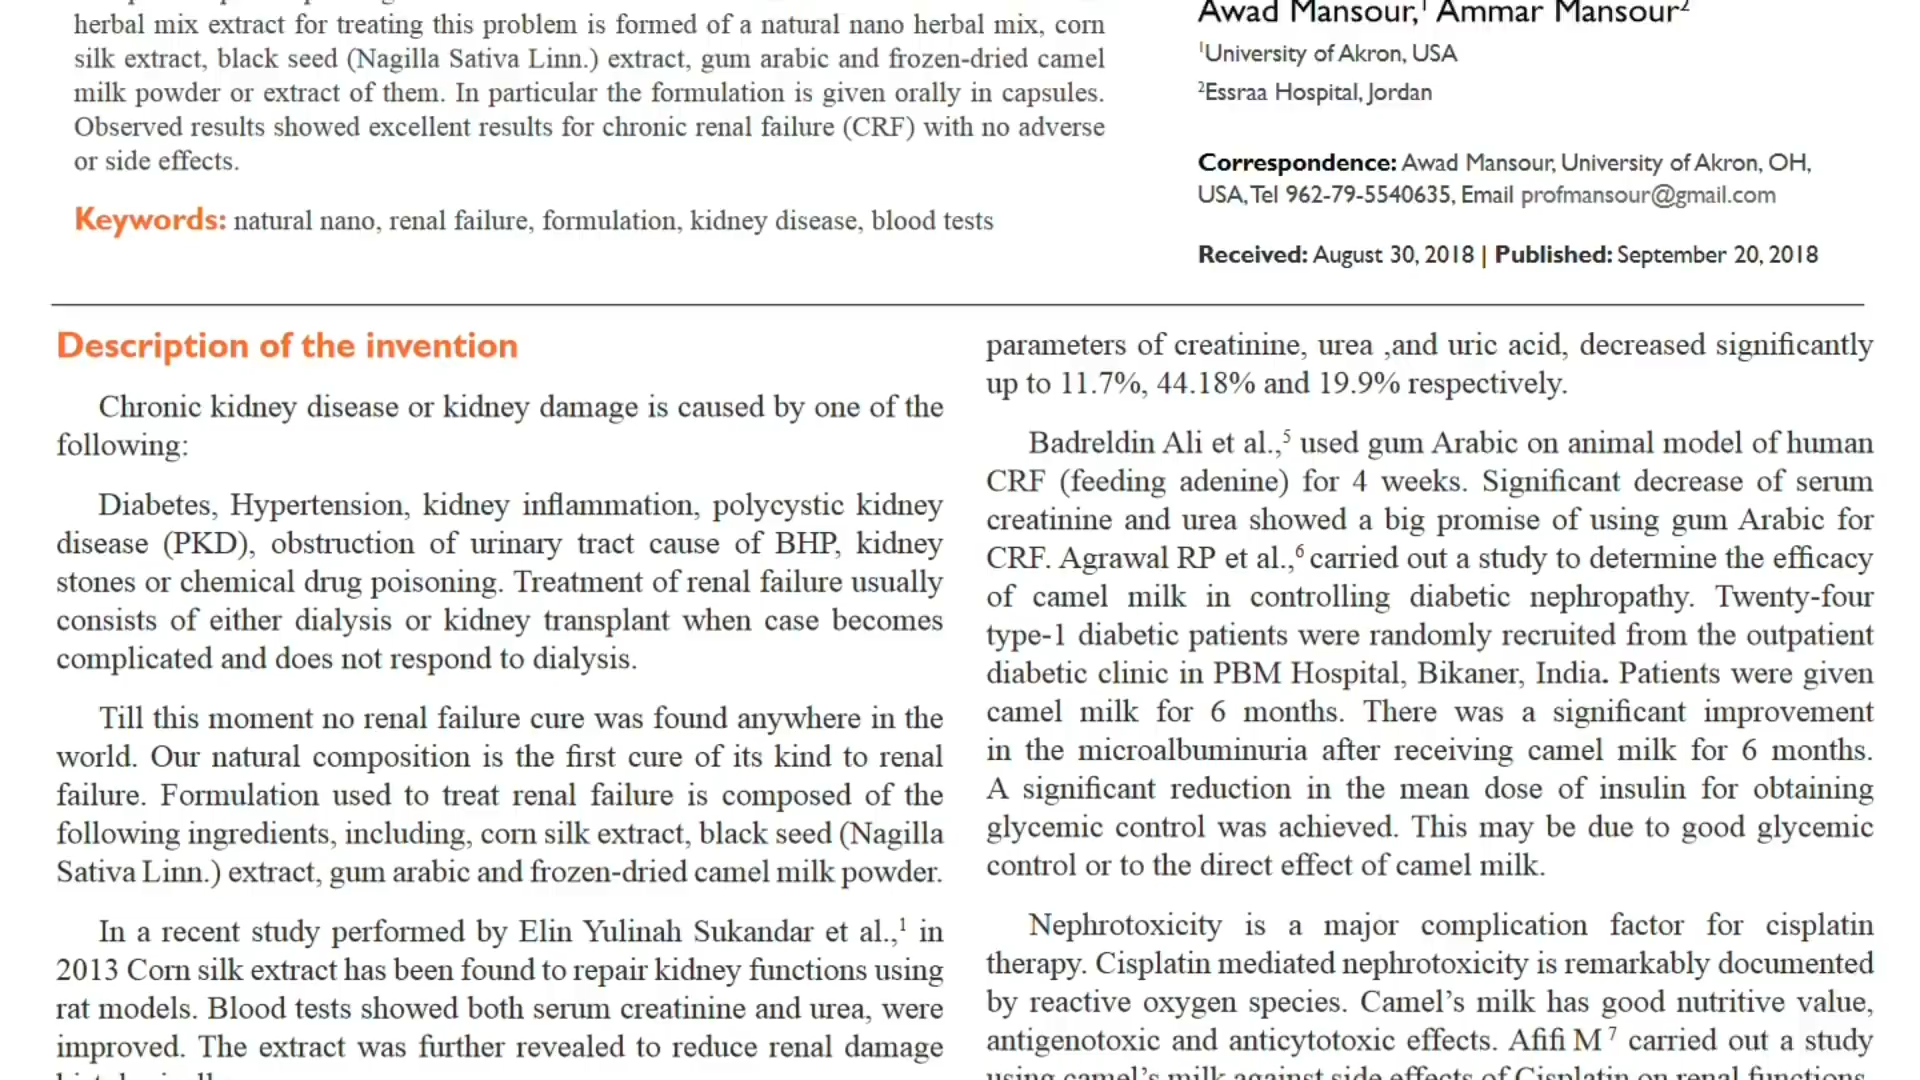 herbal mix extract for treating this problem is formed of a natural nano herbal mix, corn
silk extract, black seed (Nagilla Sativa Linn.) extract, gum arabic and frozen-dried camel
milk powder or extract of them. In particular the formulation is given orally in capsules.
Observed results showed excellent results for chronic renal failure (CRF) with no adverse
or side effects.
Keywords: natural nano, renal failure, formulation, kidney disease, blood tests
Awad Mansour,¹ Ammar Mansour²
¹University of Akron, USA
²Essraa Hospital, Jordan
Correspondence: Awad Mansour, University of Akron, OH,
USA, Tel 962-79-5540635, Email profmansour@gmail.com
Received: August 30, 2018 | Published: September 20, 2018
Description of the invention
Chronic kidney disease or kidney damage is caused by one of the
following:
Diabetes, Hypertension, kidney inflammation, polycystic kidney
disease (PKD), obstruction of urinary tract cause of BHP, kidney
stones or chemical drug poisoning. Treatment of renal failure usually
consists of either dialysis or kidney transplant when case becomes
complicated and does not respond to dialysis.
Till this moment no renal failure cure was found anywhere in the
world. Our natural composition is the first cure of its kind to renal
failure. Formulation used to treat renal failure is composed of the
following ingredients, including, corn silk extract, black seed (Nagilla
Sativa Linn.) extract, gum arabic and frozen-dried camel milk powder.
In a recent study performed by Elin Yulinah Sukandar et al.,¹ in
2013 Corn silk extract has been found to repair kidney functions using
rat models. Blood tests showed both serum creatinine and urea, were
improved. The extract was further revealed to reduce renal damage
parameters of creatinine, urea ,and uric acid, decreased significantly
up to 11.7%, 44.18% and 19.9% respectively.
Badreldin Ali et al.,⁵ used gum Arabic on animal model of human
CRF (feeding adenine) for 4 weeks. Significant decrease of serum
creatinine and urea showed a big promise of using gum Arabic for
CRF. Agrawal RP et al.,⁶ carried out a study to determine the efficacy
of camel milk in controlling diabetic nephropathy. Twenty-four
type-1 diabetic patients were randomly recruited from the outpatient
diabetic clinic in PBM Hospital, Bikaner, India. Patients were given
camel milk for 6 months. There was a significant improvement
in the microalbuminuria after receiving camel milk for 6 months.
A significant reduction in the mean dose of insulin for obtaining
glycemic control was achieved. This may be due to good glycemic
control or to the direct effect of camel milk.
Nephrotoxicity is a major complication factor for cisplatin
therapy. Cisplatin mediated nephrotoxicity is remarkably documented
by reactive oxygen species. Camel's milk has good nutritive value,
antigenotoxic and anticytotoxic effects. Afifi M ⁷ carried out a study
using camel's milk against side effects of Cisplatin on renal functions.